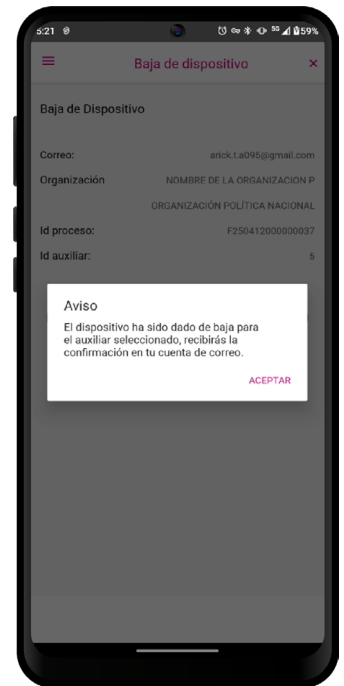 5:21
5G 59%
Baja de dispositivo ×
Baja de Dispositivo
Correo: arick.t.a095@gmail.com
Organización NOMBRE DE LA ORGANIZACION P
ORGANIZACIÓN POLÍTICA NACIONAL
Id proceso: F250412000000037
Id auxiliar: 5
Aviso
El dispositivo ha sido dado de baja para
el auxiliar seleccionado, recibirás la
confirmación en tu cuenta de correo.
ACEPTAR